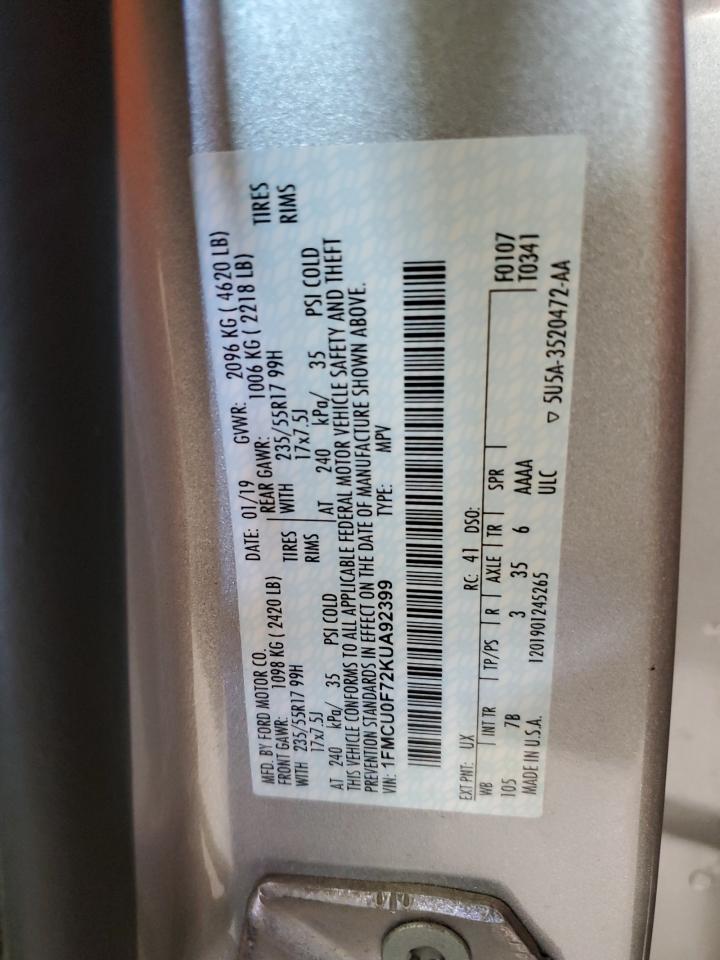 MFD. BY FORD MOTOR CO.
DATE: 01/19 GVWR: 2096 KG ( 4620 LB)
FRONT GAWR: 1098 KG ( 2420 LB) REAR GAWR: 1006 KG ( 2218 LB)
WITH 235/55R17 99H TIRES WITH 235/55R17 99H TIRES
17x7.5J RIMS 17x7.5J RIMS
AT 240 kPa/ 35 PSI COLD AT 240 kPa/ 35 PSI COLD
THIS VEHICLE CONFORMS TO ALL APPLICABLE FEDERAL MOTOR VEHICLE SAFETY AND THEFT
PREVENTION STANDARDS IN EFFECT ON THE DATE OF MANUFACTURE SHOWN ABOVE.
VIN: 1FMCU0F72KUA92399 TYPE: MPV
EXT PNT: UX RC: 41 DSO:
WB INT TR TP/PS R AXLE TR SPR F0107
105 7B 3 35 6 AAAA T0341
MADE IN U.S.A. 1201901245265 ULC ▽ 5U5A-3520472-AA